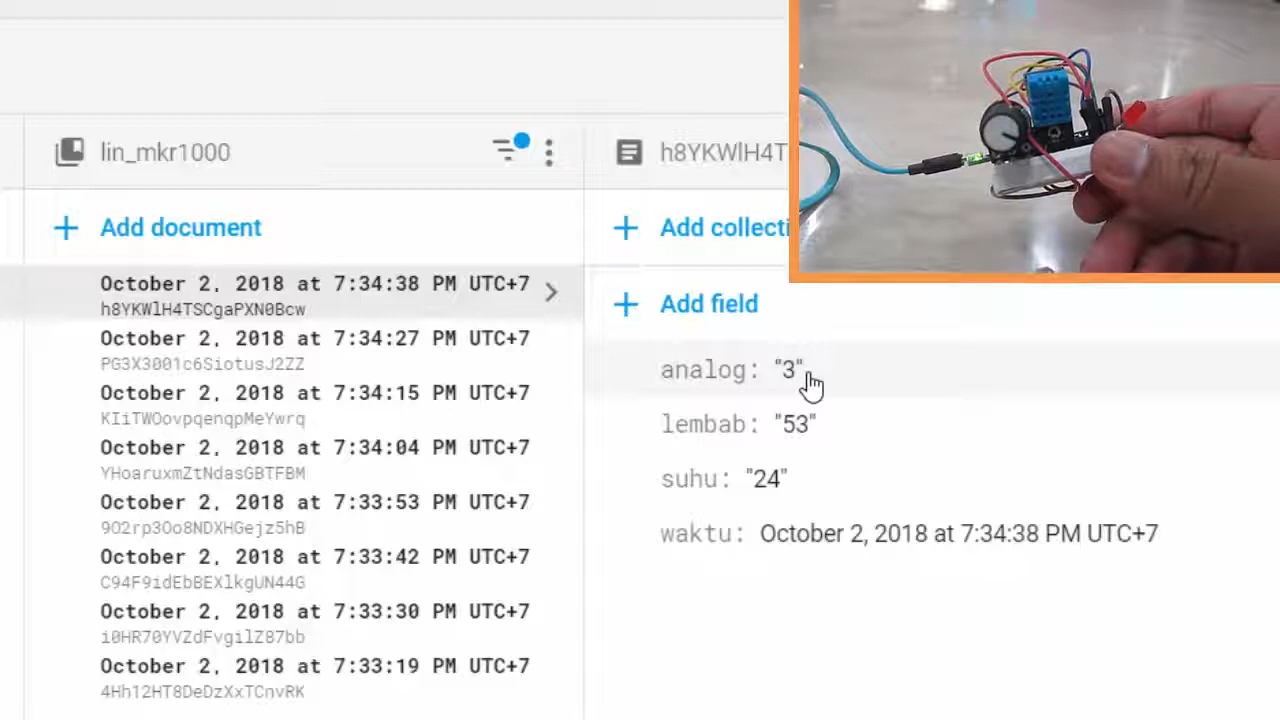 lin_mkr1000
Add document
October 2, 2018 at 7:34:38 PM UTC+7
h8YKWlH4TSCgaPXN0Bcw
October 2, 2018 at 7:34:27 PM UTC+7
PG3X3001c6SiotusJ2ZZ
October 2, 2018 at 7:34:15 PM UTC+7
KIiTWOovpqenqpMeYwrq
October 2, 2018 at 7:34:04 PM UTC+7
YHoaruxmZtNdasGBTFBM
October 2, 2018 at 7:33:53 PM UTC+7
9O2rp3Oo8NDXHGejz5hB
October 2, 2018 at 7:33:42 PM UTC+7
C94F9idEbBEXlkgUN44G
October 2, 2018 at 7:33:30 PM UTC+7
i0HR70YVZdFvgilZB7bb
October 2, 2018 at 7:33:19 PM UTC+7
4Hh12HT8DeDzXxTCnvRK
h8YKWlH4T
Add collecti
Add field
analog: "3"
lembab: "53"
suhu: "24"
waktu: October 2, 2018 at 7:34:38 PM UTC+7